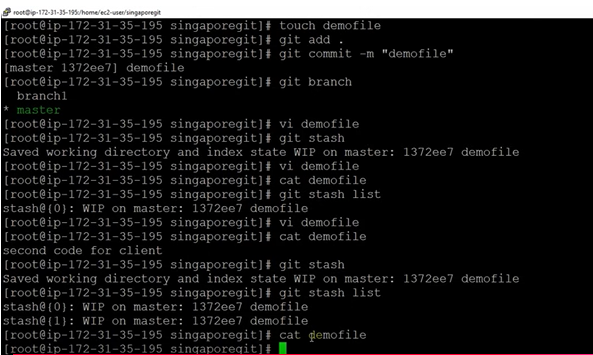 root@ip-172-31-35-195:/home/ec2-user/singaporegit
[root@ip-172-31-35-195 singaporegit]# touch demofile
[root@ip-172-31-35-195 singaporegit]# git add .
[root@ip-172-31-35-195 singaporegit]# git commit -m "demofile"
[master 1372ee7] demofile
[root@ip-172-31-35-195 singaporegit]# git branch
  branch1
* master
[root@ip-172-31-35-195 singaporegit]# vi demofile
[root@ip-172-31-35-195 singaporegit]# git stash
Saved working directory and index state WIP on master: 1372ee7 demofile
[root@ip-172-31-35-195 singaporegit]# vi demofile
[root@ip-172-31-35-195 singaporegit]# cat demofile
[root@ip-172-31-35-195 singaporegit]# git stash list
stash@{0}: WIP on master: 1372ee7 demofile
[root@ip-172-31-35-195 singaporegit]# vi demofile
[root@ip-172-31-35-195 singaporegit]# cat demofile
second code for client
[root@ip-172-31-35-195 singaporegit]# git stash
Saved working directory and index state WIP on master: 1372ee7 demofile
[root@ip-172-31-35-195 singaporegit]# git stash list
stash@{0}: WIP on master: 1372ee7 demofile
stash@{1}: WIP on master: 1372ee7 demofile
[root@ip-172-31-35-195 singaporegit]# cat demofile
[root@ip-172-31-35-195 singaporegit]#